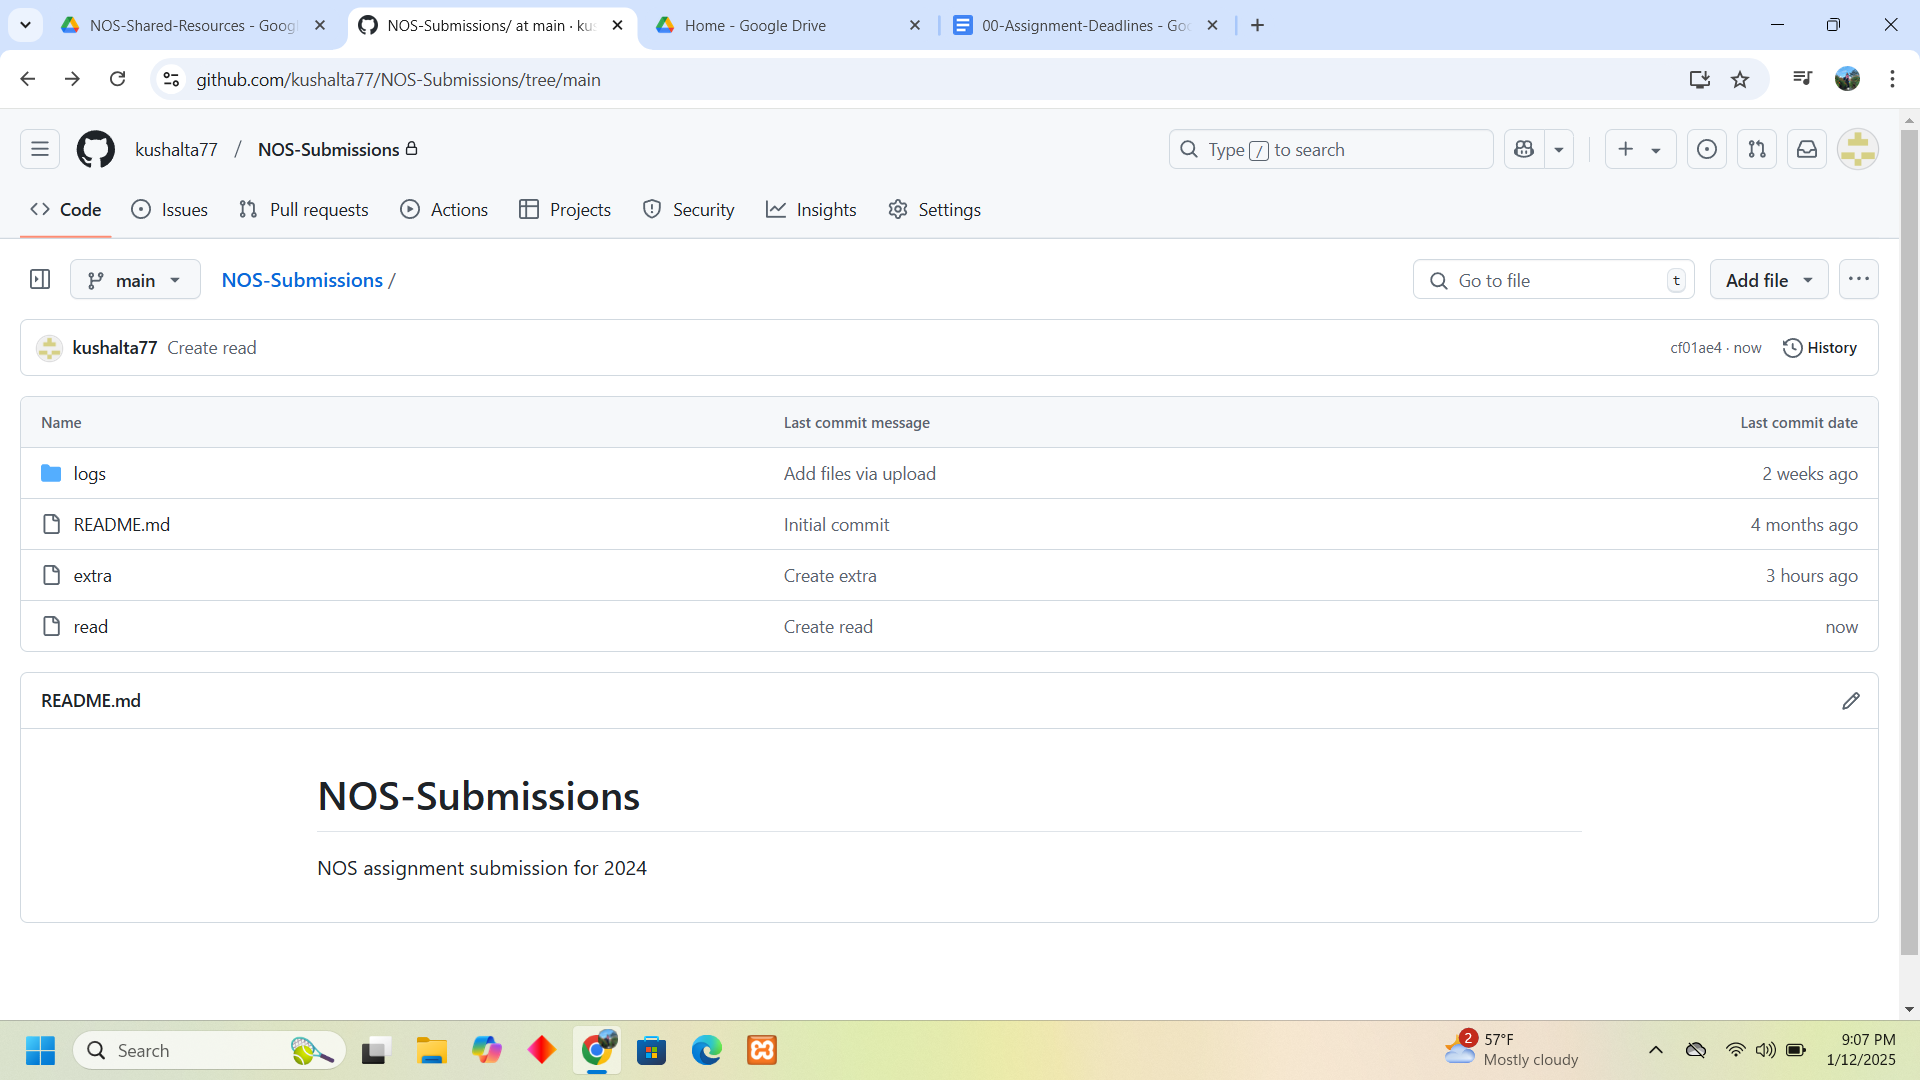 NOS-Shared-Resources - Googl
NOS-Submissions/ at main · kus
Home - Google Drive
00-Assignment-Deadlines - Goo
github.com/kushalta77/NOS-Submissions/tree/main
kushalta77 / NOS-Submissions
Type / to search
Code Issues Pull requests Actions Projects Security Insights Settings
main NOS-Submissions /
Go to file t
Add file
kushalta77 Create read cf01ae4 · now History
Name Last commit message Last commit date
logs Add files via upload 2 weeks ago
README.md Initial commit 4 months ago
extra Create extra 3 hours ago
read Create read now
README.md
NOS-Submissions
NOS assignment submission for 2024
Search
2 57°F
Mostly cloudy
9:07 PM
1/12/2025